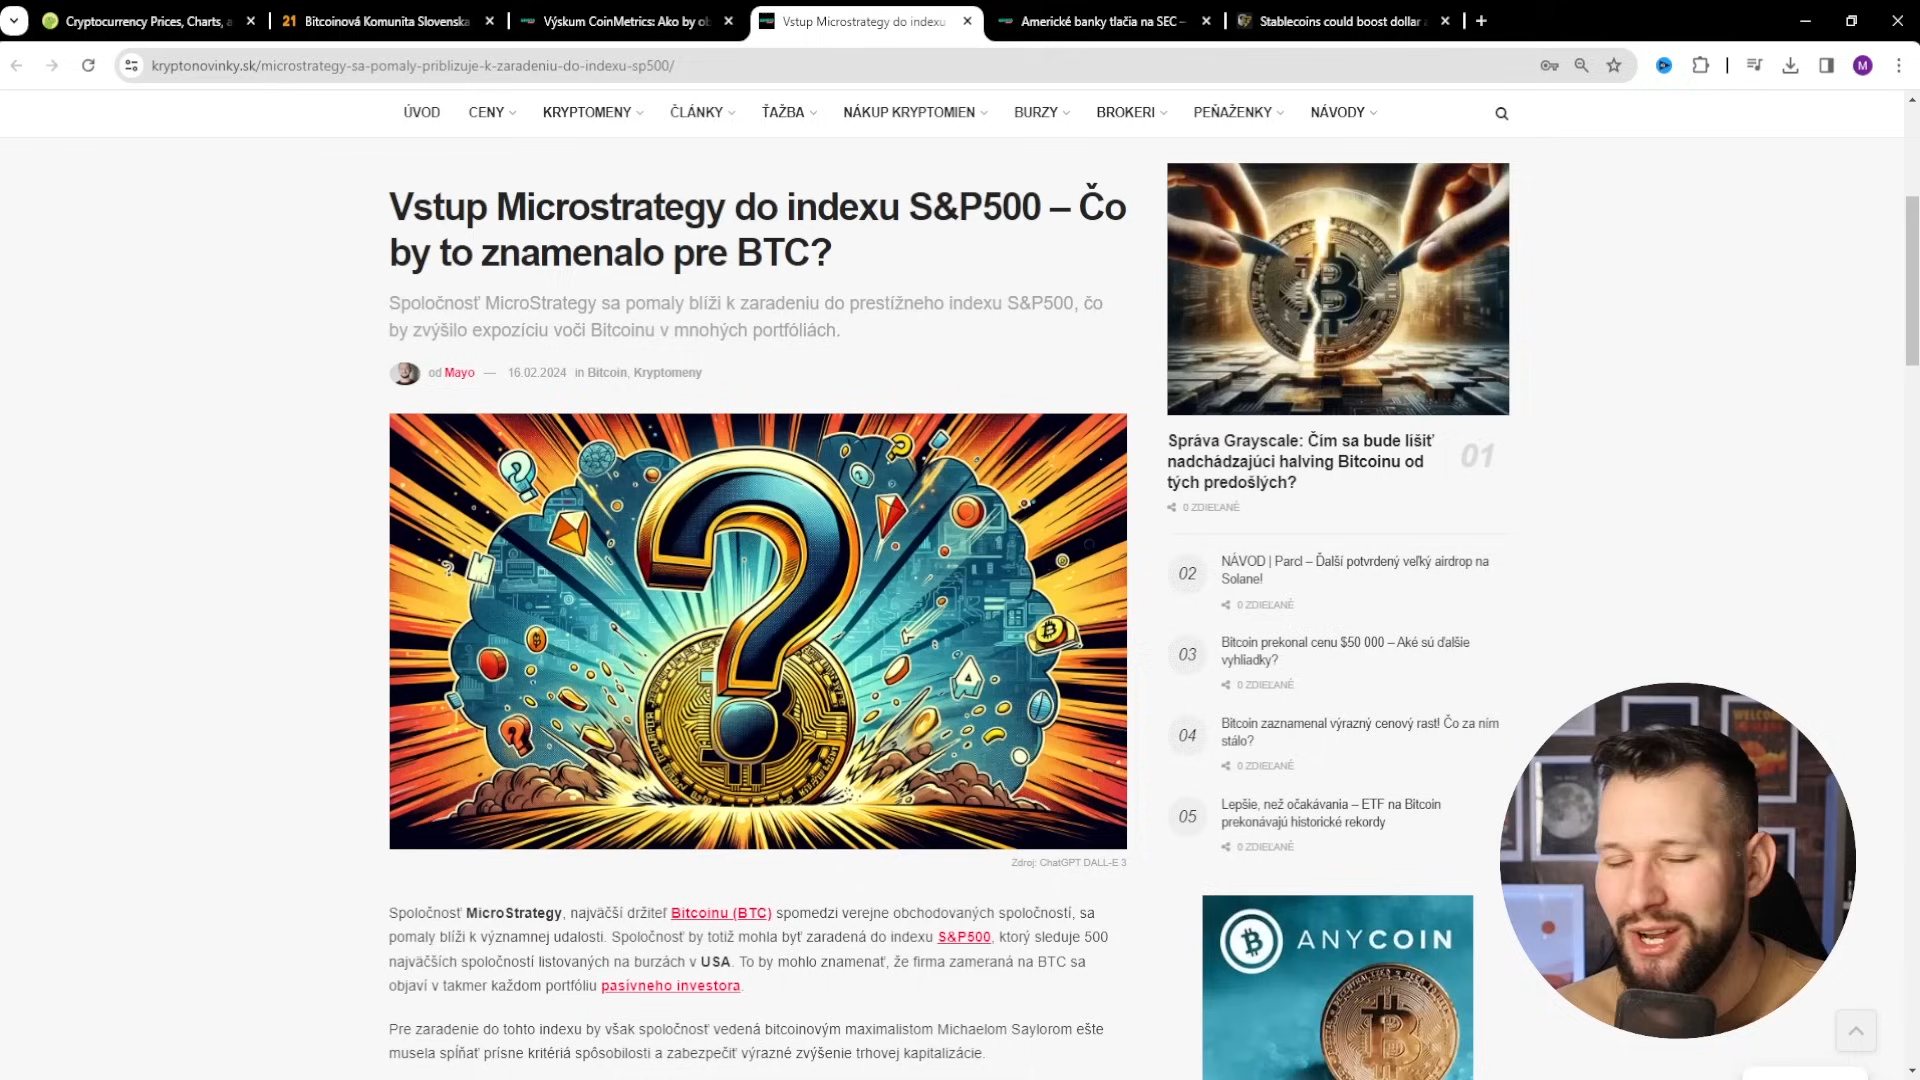 Cryptocurrency Prices, Charts, a
21 Bitcoinová Komunita Slovenska
Výskum CoinMetrics: Ako by ob
Vstup Microstrategy do indexu
Americké banky tlačia na SEC –
Stablecoins could boost dollar
kryptonovinky.sk/microstrategy-sa-pomaly-priblizuje-k-zaradeniu-do-indexu-sp500/
M
ÚVOD CENY KRYPTOMENY ČLÁNKY ŤAŽBA NÁKUP KRYPTOMIEN BURZY BROKERI PEŇAŽENKY NÁVODY
Vstup Microstrategy do indexu S&P500 – Čo
by to znamenalo pre BTC?
Spoločnosť MicroStrategy sa pomaly blíži k zaradeniu do prestížneho indexu S&P500, čo
by zvýšilo expozíciu voči Bitcoinu v mnohých portfóliách.
od Mayo — 16.02.2024 in Bitcoin, Kryptomeny
Zdroj: ChatGPT DALL-E 3
Spoločnosť MicroStrategy, najväčší držiteľ Bitcoinu (BTC) spomedzi verejne obchodovaných spoločností, sa
pomaly blíži k významnej udalosti. Spoločnosť by totiž mohla byť zaradená do indexu S&P500, ktorý sleduje 500
najväčších spoločností listovaných na burzách v USA. To by mohlo znamenať, že firma zameraná na BTC sa
objaví v takmer každom portfóliu pasívneho investora.
Pre zaradenie do tohto indexu by však spoločnosť vedená bitcoinovým maximalistom Michaelom Saylorom ešte
musela spĺňať prísne kritériá spôsobilosti a zabezpečiť výrazné zvýšenie trhovej kapitalizácie.
Správa Grayscale: Čím sa bude líšiť
nadchádzajúci halving Bitcoinu od
tých predošlých?
01
0 ZDIEĽANÉ
02
NÁVOD | Parcl – Ďalší potvrdený veľký airdrop na
Solane!
0 ZDIEĽANÉ
03
Bitcoin prekonal cenu $50 000 – Aké sú ďalšie
vyhliadky?
0 ZDIEĽANÉ
04
Bitcoin zaznamenal výrazný cenový rast! Čo za ním
stálo?
0 ZDIEĽANÉ
05
Lepšie, než očakávania – ETF na Bitcoin
prekonávajú historické rekordy
0 ZDIEĽANÉ
ANYCOIN